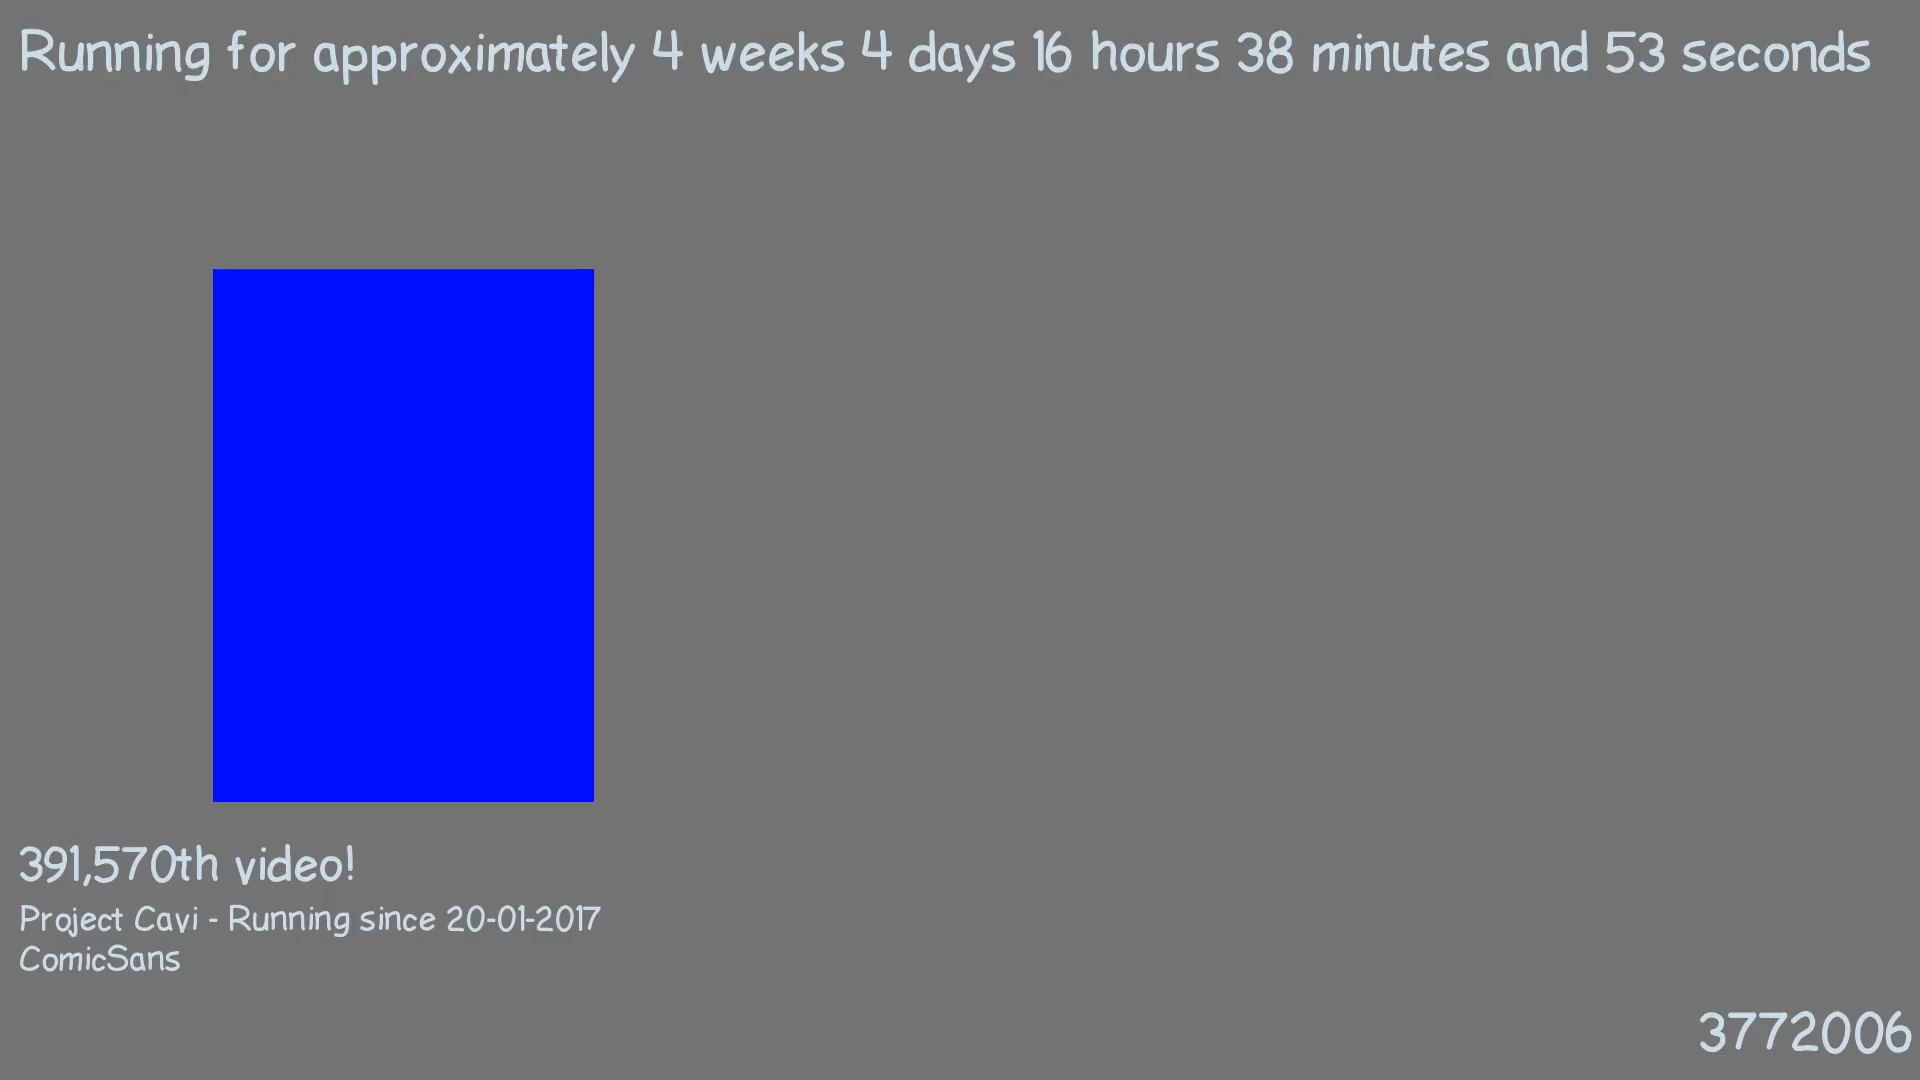 Running for approximately 4 weeks 4 days 16 hours 38 minutes and 53 seconds
391,570th video!
Project Cavi - Running since 20-01-2017
ComicSans
3772006